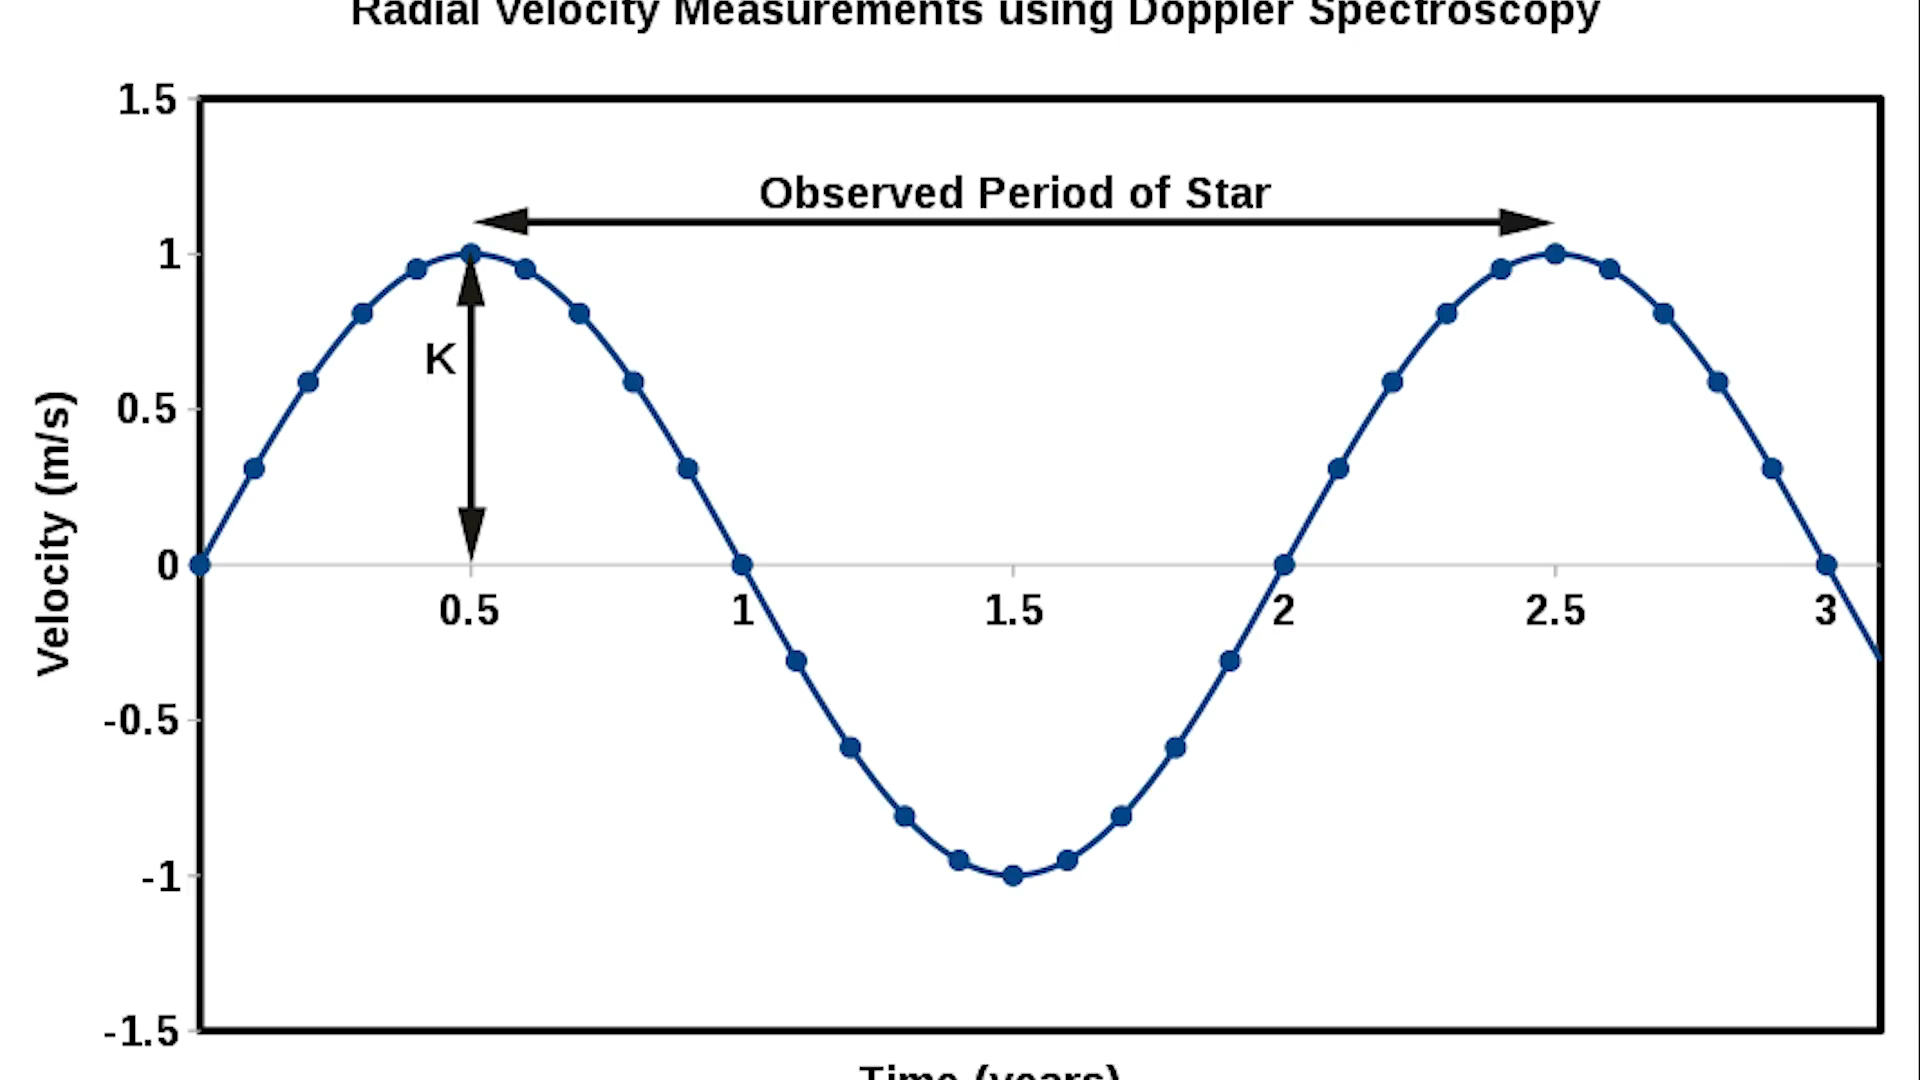 Radial Velocity Measurements using Doppler Spectroscopy
1.5
Observed Period of Star
1
K
0.5
Velocity (m/s)
0
0.5 1 1.5 2 2.5 3
-0.5
-1
-1.5
Time (years)